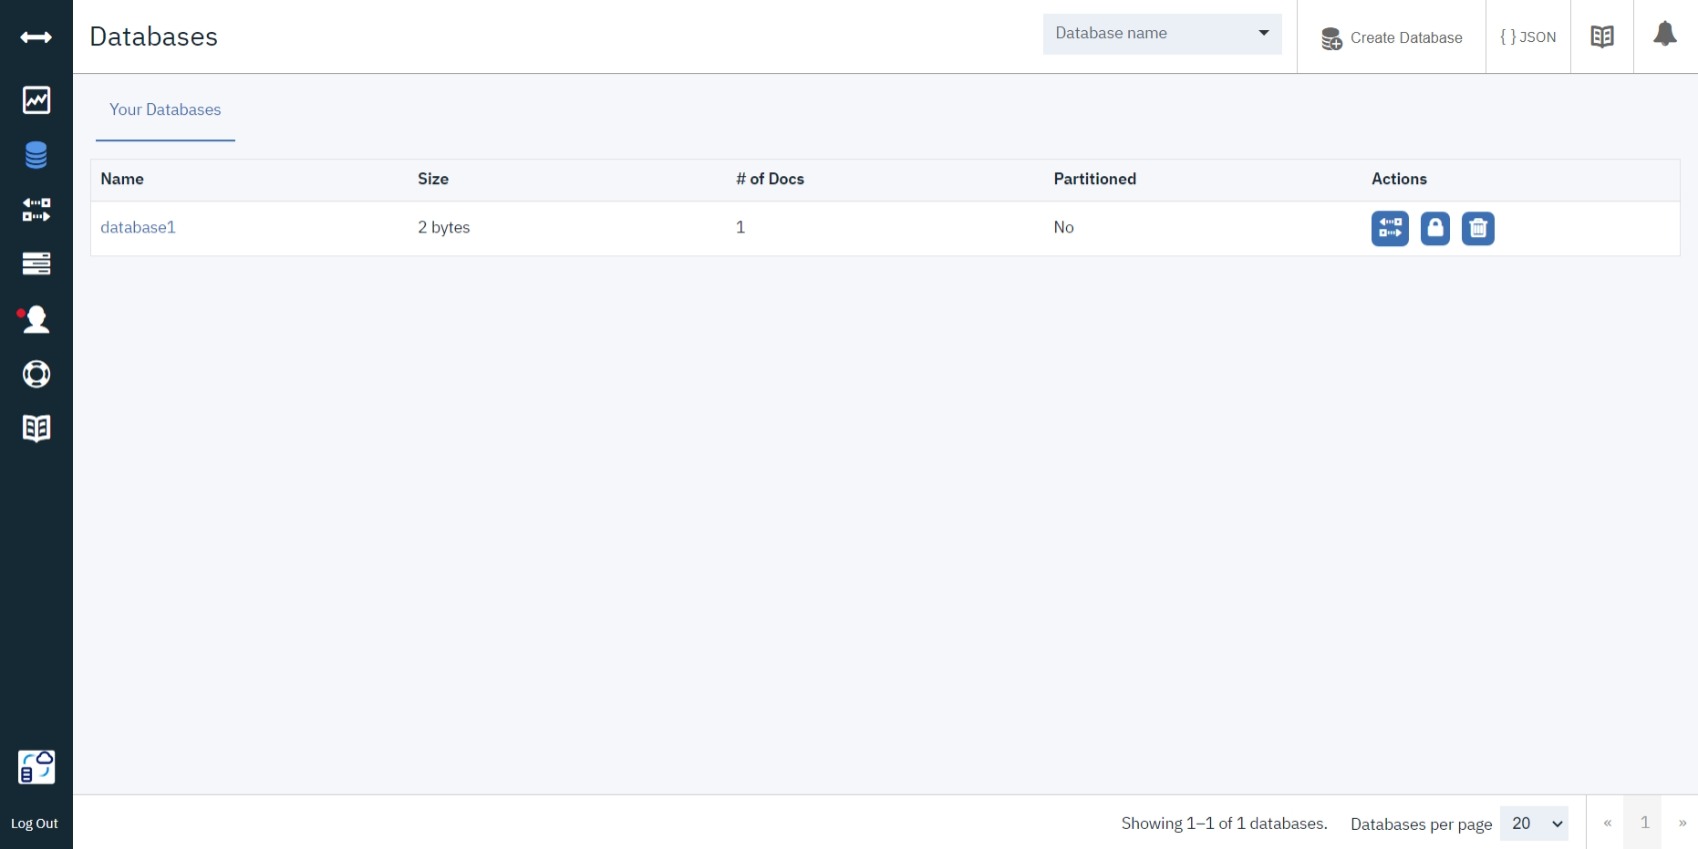 Databases
Database name
Create Database
{ } JSON
Your Databases
Name Size # of Docs Partitioned Actions
database1 2 bytes 1 No
Log Out
Showing 1–1 of 1 databases. Databases per page 20 « 1 »